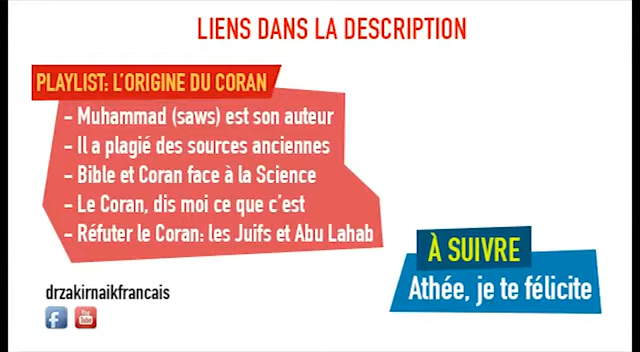 LIENS DANS LA DESCRIPTION
PLAYLIST: L'ORIGINE DU CORAN
- Muhammad (saws) est son auteur
- Il a plagié des sources anciennes
- Bible et Coran face à la Science
- Le Coran, dis moi ce que c'est
- Réfuter le Coran: les Juifs et Abu Lahab
À SUIVRE
Athée, je te félicite
drzakirnaikfrancais
f You Tube